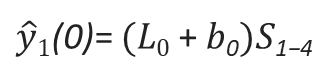 ŷ₁(0)= (L₀ + b₀)S₁₋₄